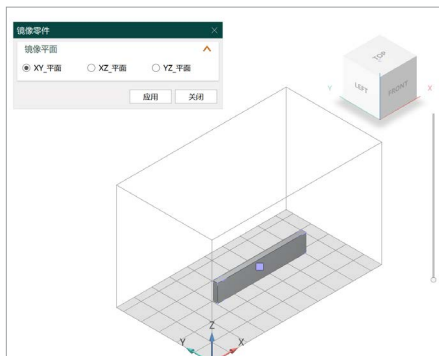 镜像零件
镜像平面
XY_平面 XZ_平面 YZ_平面
应用 关闭
TOP
LEFT FRONT
Y X
Z
Y X